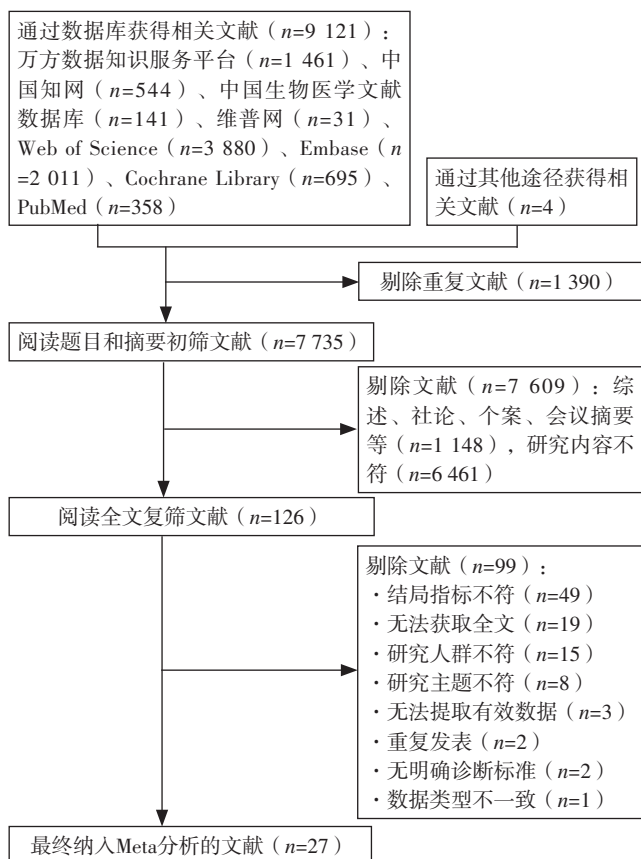 通过数据库获得相关文献（n=9 121）：
万方数据知识服务平台（n=1 461）、中
国知网（n=544）、中国生物医学文献
数据库（n=141）、维普网（n=31）、
Web of Science（n=3 880）、Embase（n
=2 011）、Cochrane Library（n=695）、
PubMed（n=358）
通过其他途径获得相
关文献（n=4）
剔除重复文献（n=1 390）
阅读题目和摘要初筛文献（n=7 735）
剔除文献（n=7 609）：综
述、社论、个案、会议摘要
等（n=1 148），研究内容不
符（n=6 461）
阅读全文复筛文献（n=126）
剔除文献（n=99）：
·结局指标不符（n=49）
·无法获取全文（n=19）
·研究人群不符（n=15）
·研究主题不符（n=8）
·无法提取有效数据（n=3）
·重复发表（n=2）
·无明确诊断标准（n=2）
·数据类型不一致（n=1）
最终纳入Meta分析的文献（n=27）